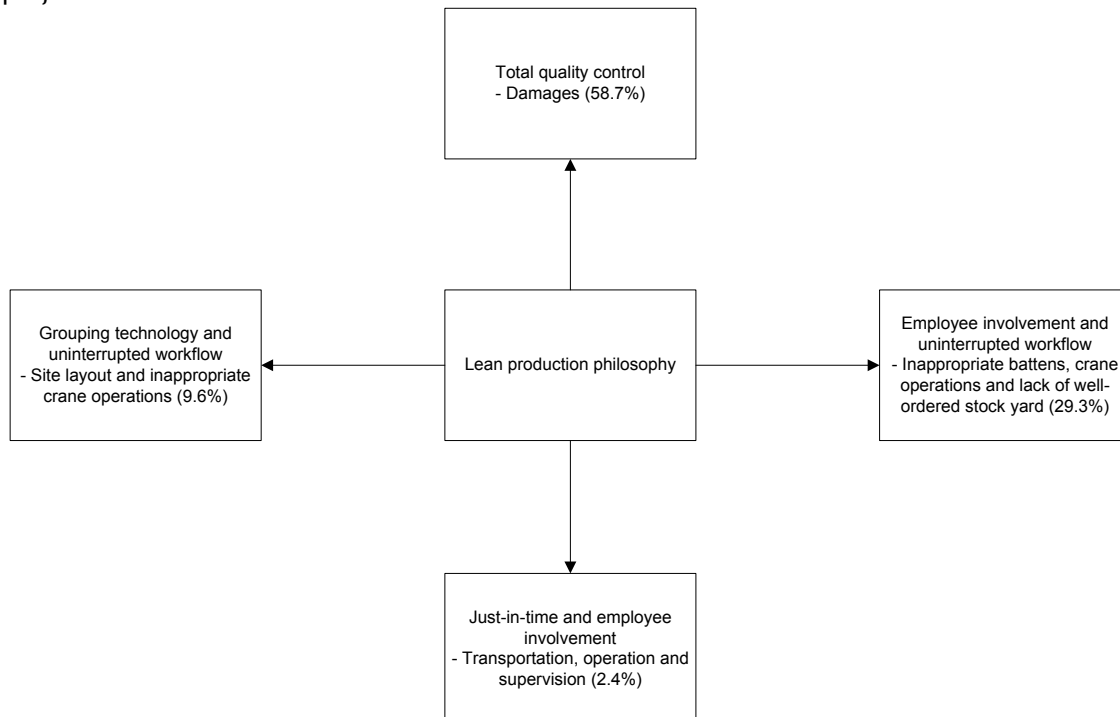 Total quality control
- Damages (58.7%)
Grouping technology and
uninterrupted workflow
- Site layout and inappropriate
crane operations (9.6%)
Lean production philosophy
Employee involvement and
uninterrupted workflow
- Inappropriate battens, crane
operations and lack of well-
ordered stock yard (29.3%)
Just-in-time and employee
involvement
- Transportation, operation and
supervision (2.4%)